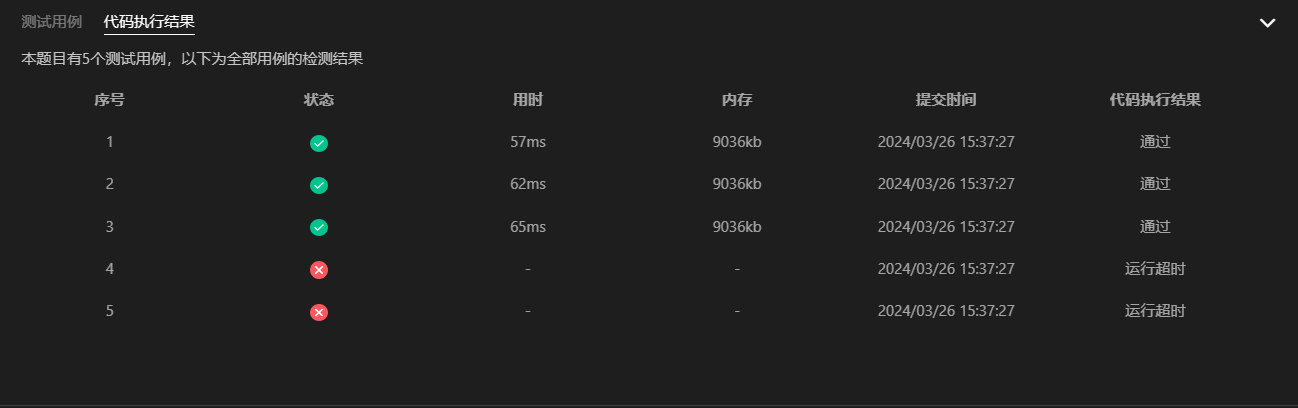 测试用例 代码执行结果
本题目有5个测试用例，以下为全部用例的检测结果
序号 状态 用时 内存 提交时间 代码执行结果
1 57ms 9036kb 2024/03/26 15:37:27 通过
2 62ms 9036kb 2024/03/26 15:37:27 通过
3 65ms 9036kb 2024/03/26 15:37:27 通过
4 - - 2024/03/26 15:37:27 运行超时
5 - - 2024/03/26 15:37:27 运行超时